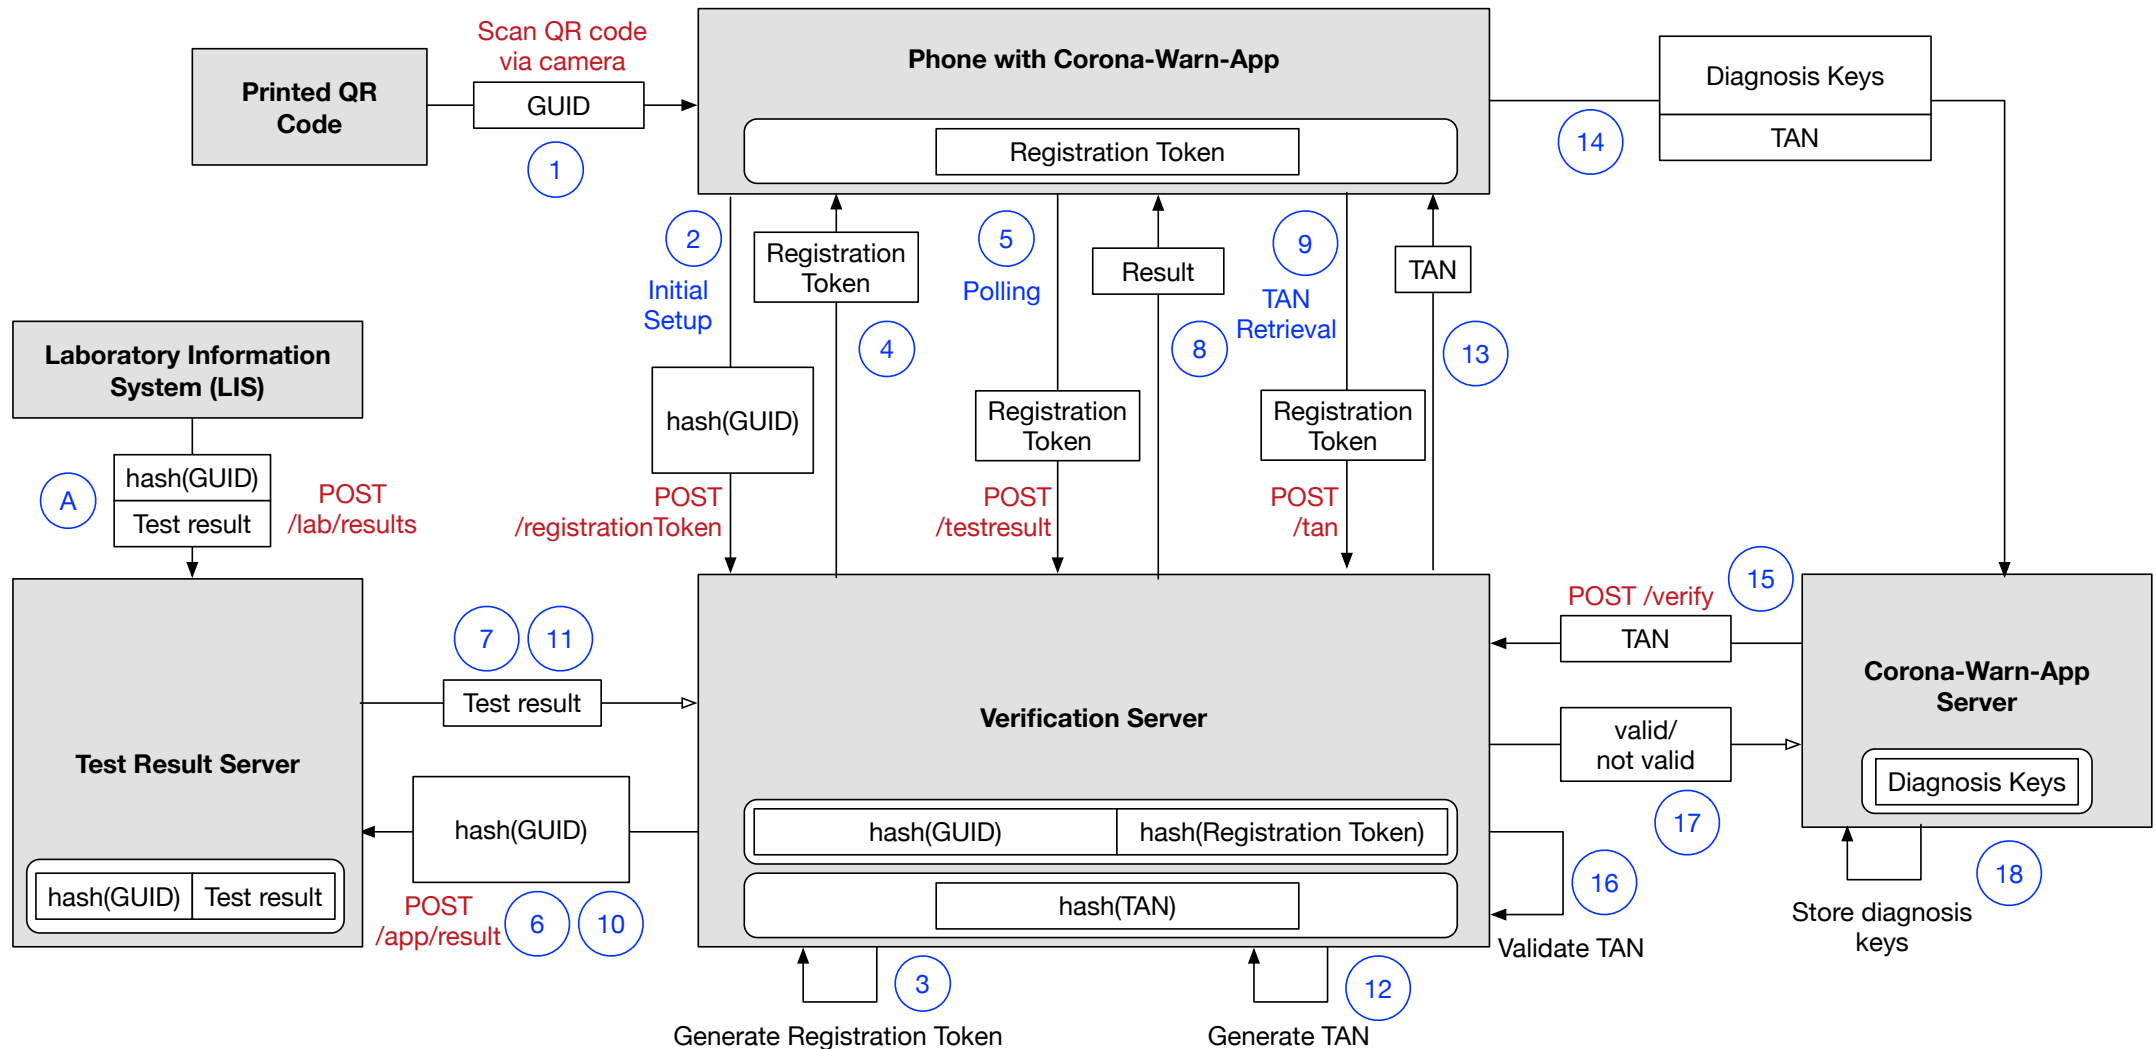 Scan QR code
via camera
Printed QR
Code
GUID
1
Phone with Corona-Warn-App
Registration Token
14
Diagnosis Keys
TAN
2
Initial
Setup
Registration
Token
4
5
Polling
Result
8
9
TAN
Retrieval
TAN
13
Laboratory Information
System (LIS)
A
hash(GUID)
Test result
POST
/lab/results
hash(GUID)
POST
/registrationToken
Registration
Token
POST
/testresult
Registration
Token
POST
/tan
7
11
Test result
Test Result Server
hash(GUID)
POST
/app/result
6
10
hash(GUID)
Test result
Verification Server
hash(GUID)
hash(Registration Token)
hash(TAN)
3
Generate Registration Token
12
Generate TAN
15
POST /verify
TAN
valid/
not valid
17
16
Validate TAN
Corona-Warn-App
Server
Diagnosis Keys
18
Store diagnosis
keys